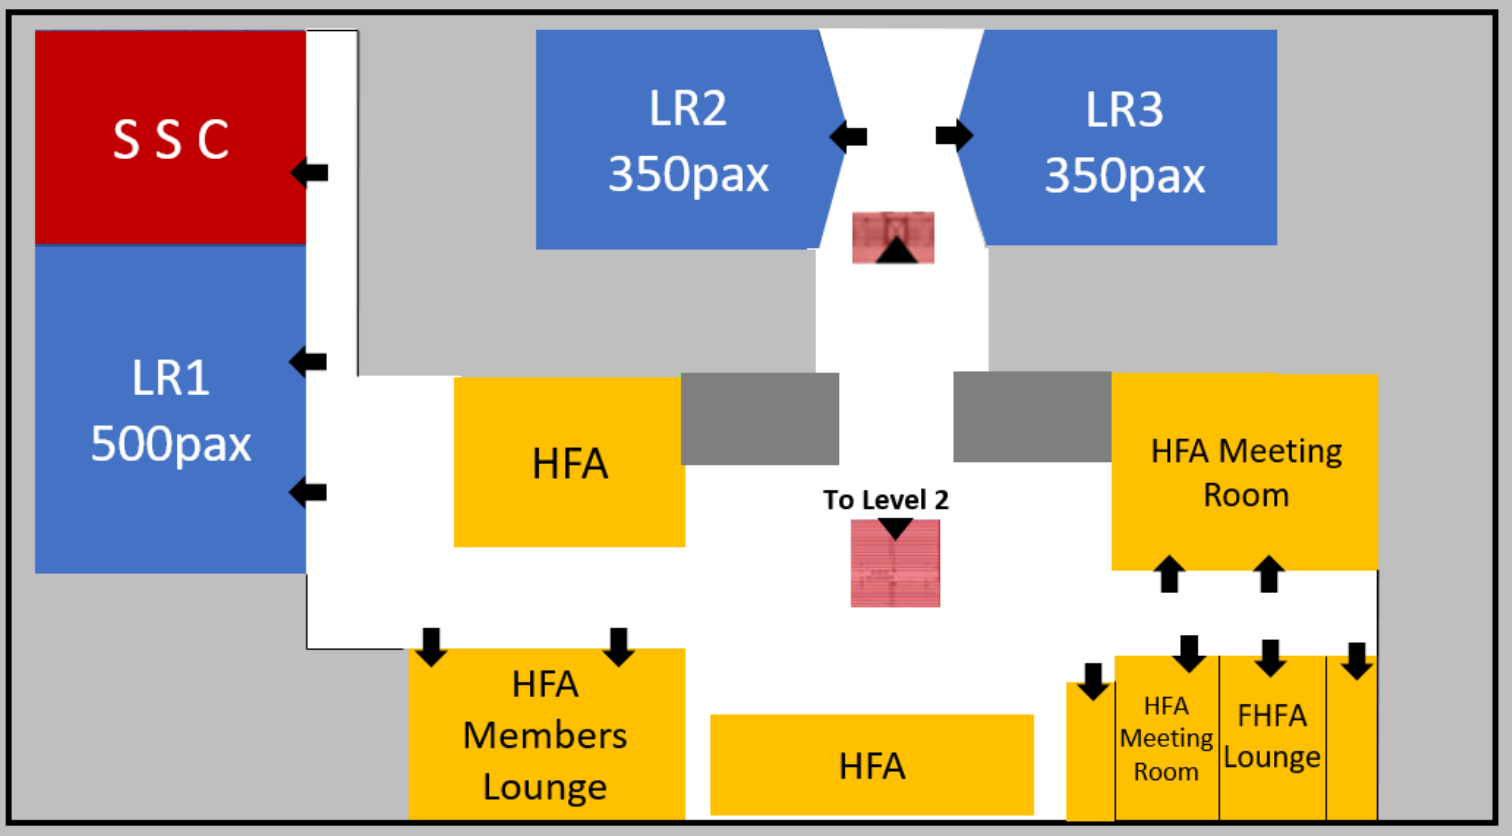 S S C
LR2
350pax
LR3
350pax
LR1
500pax
HFA
HFA Meeting
Room
To Level 2
HFA
Members
Lounge
HFA
HFA
Meeting
Room
FHFA
Lounge